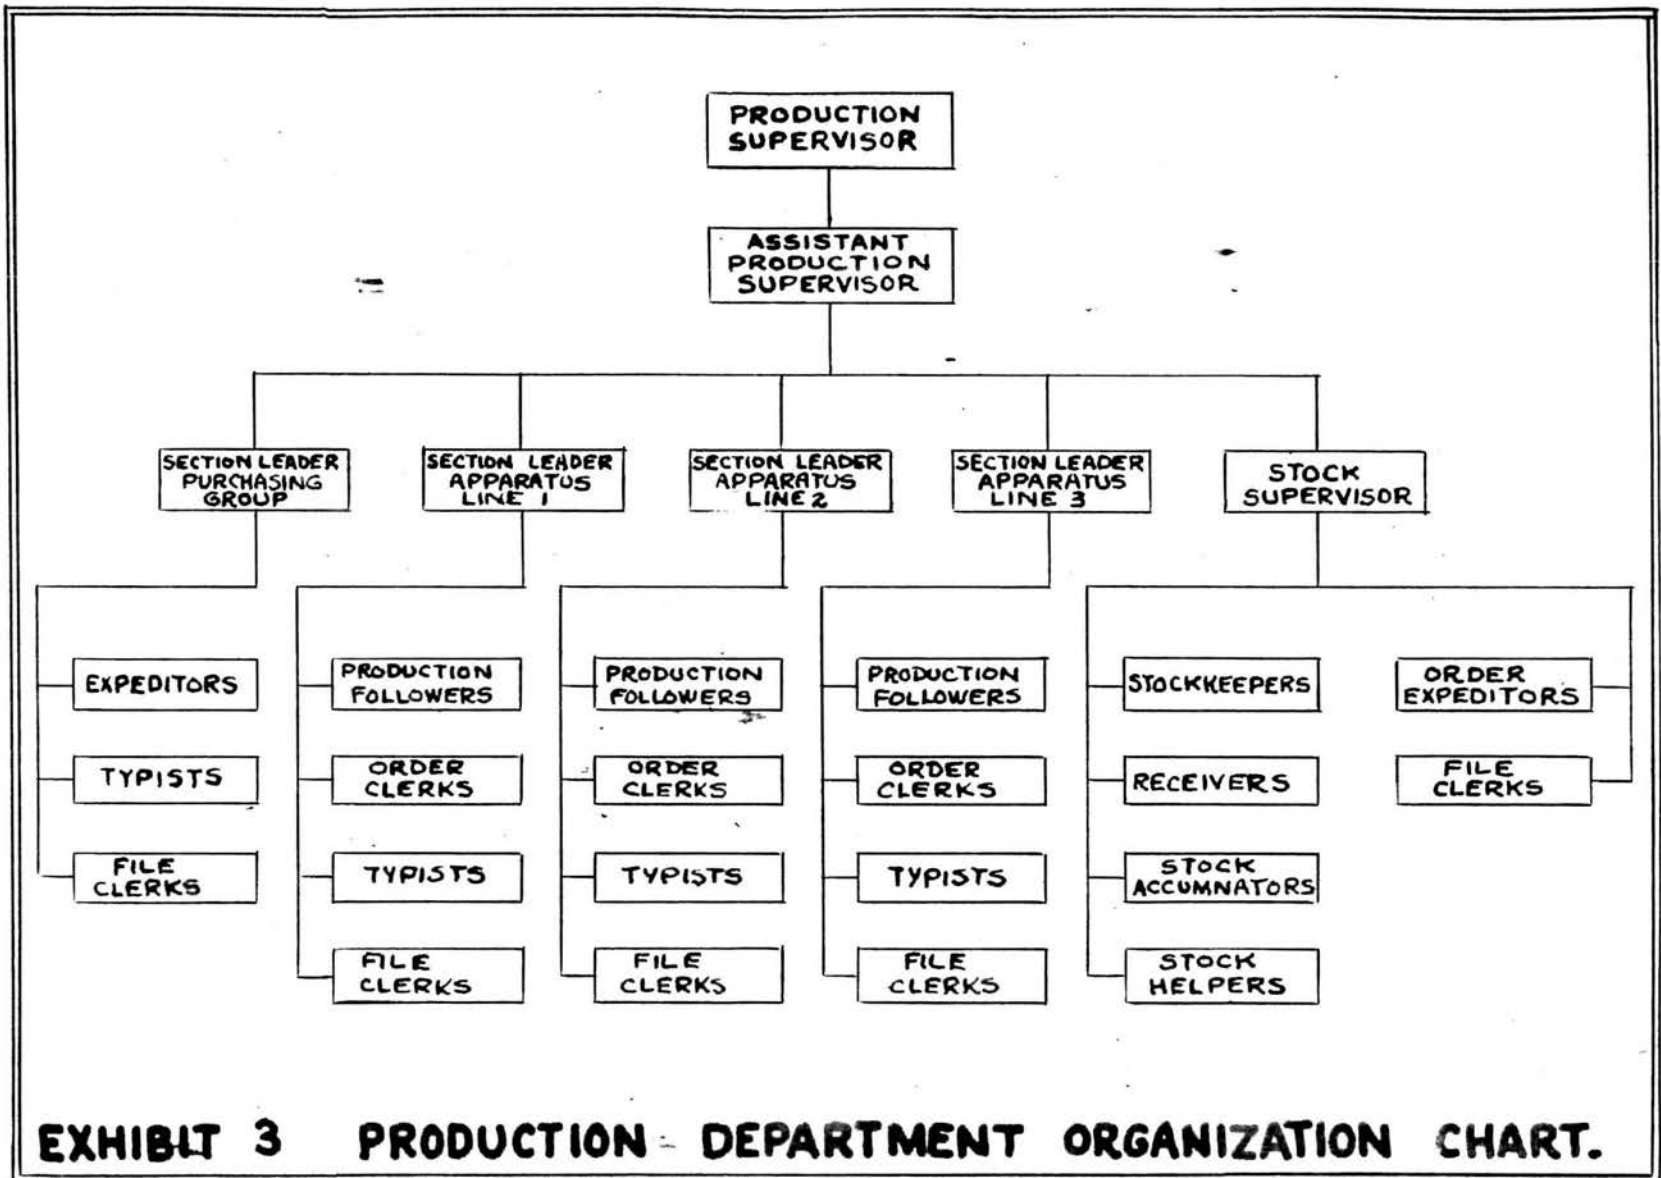 PRODUCTION
SUPERVISOR
ASSISTANT
PRODUCTION
SUPERVISOR
SECTION LEADER
PURCHASING
GROUP
SECTION LEADER
APPARATUS
LINE 1
SECTION LEADER
APPARATUS
LINE 2
SECTION LEADER
APPARATUS
LINE 3
STOCK
SUPERVISOR
EXPEDITORS
TYPISTS
FILE
CLERKS
PRODUCTION
FOLLOWERS
ORDER
CLERKS
TYPISTS
FILE
CLERKS
PRODUCTION
FOLLOWERS
ORDER
CLERKS
TYPISTS
FILE
CLERKS
PRODUCTION
FOLLOWERS
ORDER
CLERKS
TYPISTS
FILE
CLERKS
STOCKKEEPERS
RECEIVERS
STOCK
ACCUMNATORS
STOCK
HELPERS
ORDER
EXPEDITORS
FILE
CLERKS
EXHIBIT 3 PRODUCTION DEPARTMENT ORGANIZATION CHART.